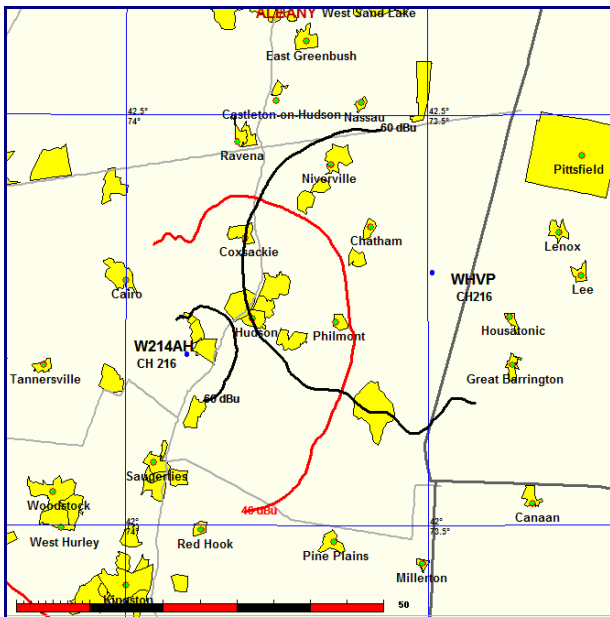 ALBANY
West Sand Lake
East Greenbush
Castleton-on-Hudson
Nassau
42.5°
74°
42.5°
73.5°
60 dBu
Ravena
Niverville
Pittsfield
Chatham
Lenox
Coxsackie
Cairo
WHVP
CH216
Lee
Hudson
Philmont
Housatonic
W214AH
CH 216
Tannersville
Great Barrington
60 dBu
Saugerties
Woodstock
40 dBu
Canaan
42°
74°
42°
73.5°
West Hurley
Red Hook
Pine Plains
Millerton
Kingston
50